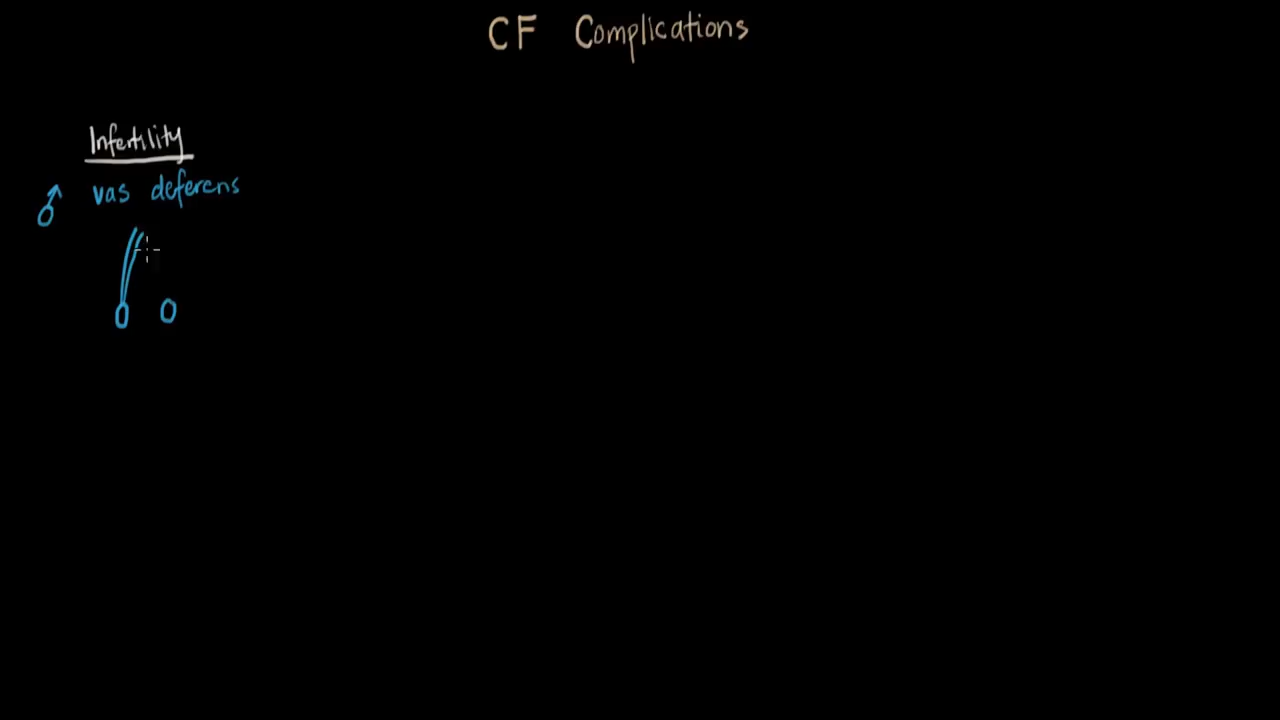 CF Complications
Infertility
♂ vas deferens